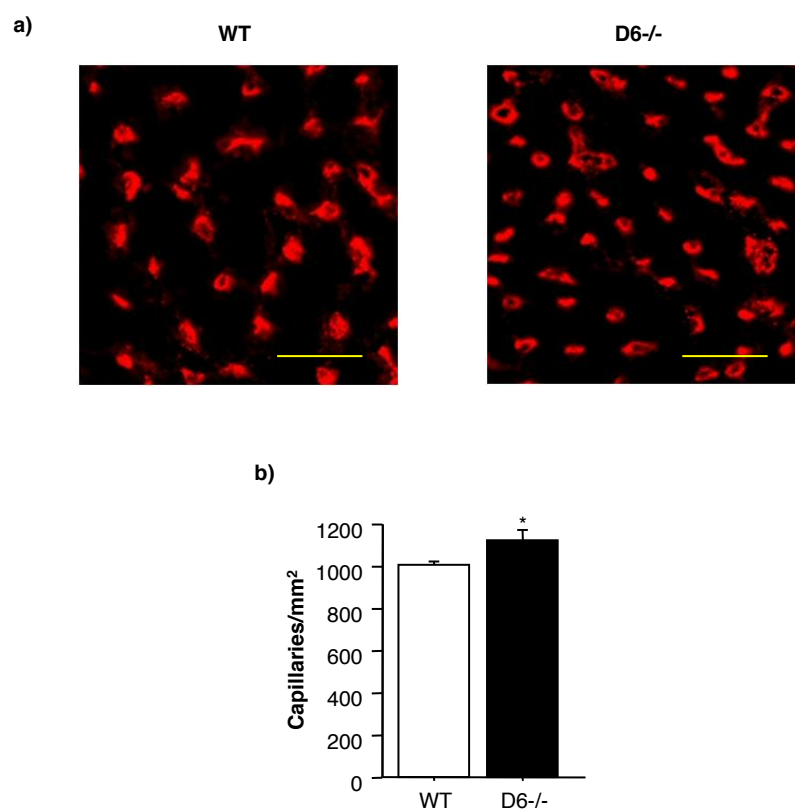 a)
WT
D6-/-
b)
*
1200
1000
800
600
400
200
0
Capillaries/mm²
WT
D6-/-